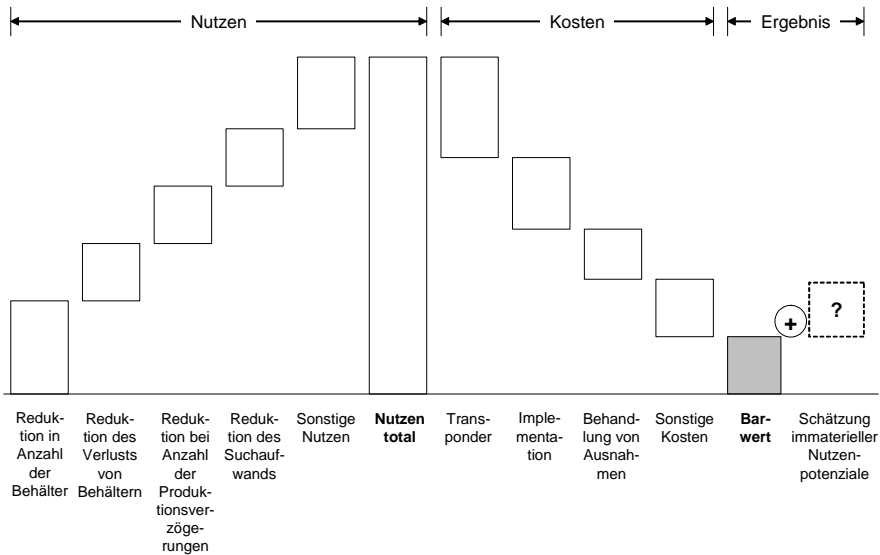 Nutzen
Kosten
Ergebnis
+
?
Reduk-
tion in
Anzahl
der
Behälter
Reduk-
tion des
Verlusts
von
Behältern
Reduk-
tion bei
Anzahl
der
Produk-
tionsver-
zöge-
rungen
Reduk-
tion des
Suchauf-
wands
Sonstige
Nutzen
Nutzen
total
Trans-
ponder
Imple-
menta-
tion
Behand-
lung von
Ausnah-
men
Sonstige
Kosten
Bar-
wert
Schätzung
immaterieller
Nutzen-
potenziale